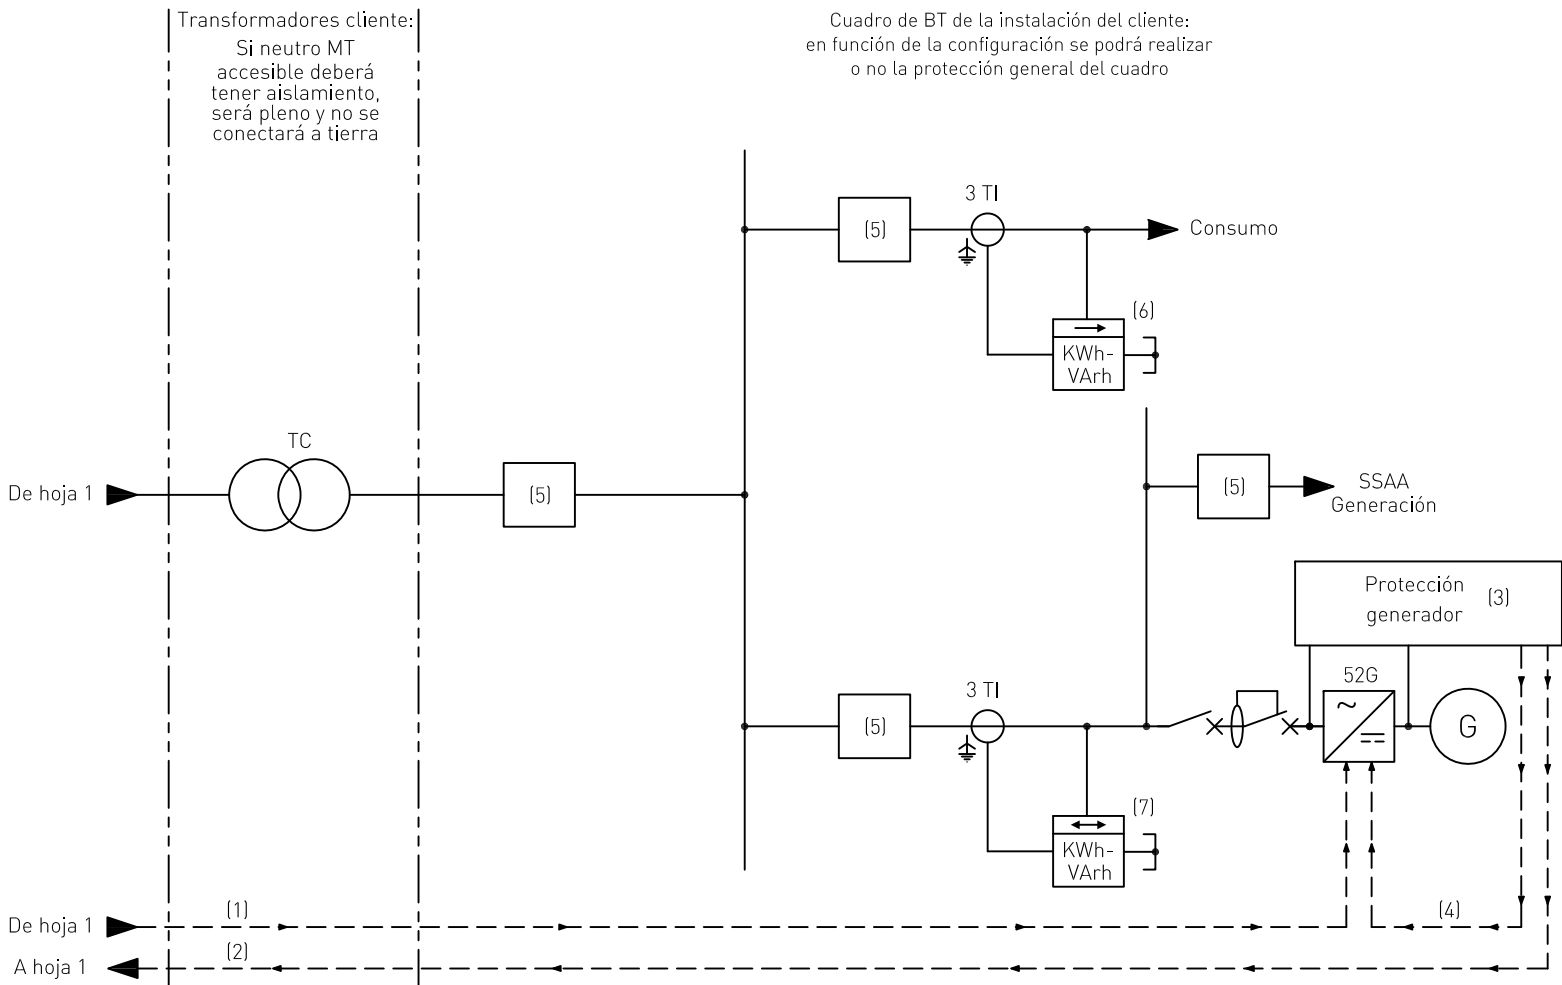 Transformadores cliente:
Si neutro MT
accesible deberá
tener aislamiento,
será pleno y no se
conectará a tierra
Cuadro de BT de la instalación del cliente:
en función de la configuración se podrá realizar
o no la protección general del cuadro
3 TI
(5)
Consumo
(6)
KWh-
VArh
TC
De hoja 1
(5)
(5)
SSAA
Generación
Protección
generador
(3)
3 TI
52G
(5)
G
(7)
KWh-
VArh
De hoja 1
(1)
(4)
A hoja 1
(2)